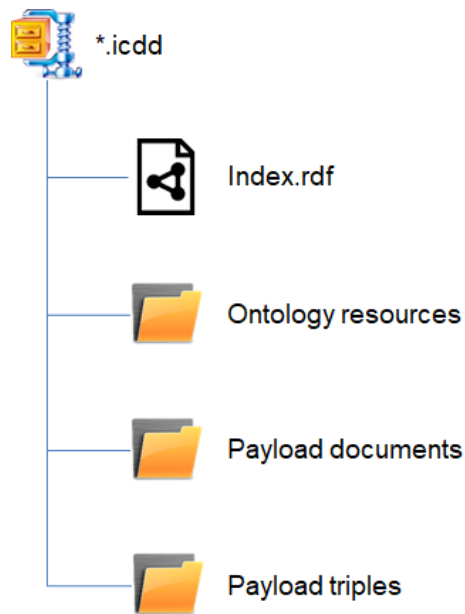 *.icdd
Index.rdf
Ontology resources
Payload documents
Payload triples